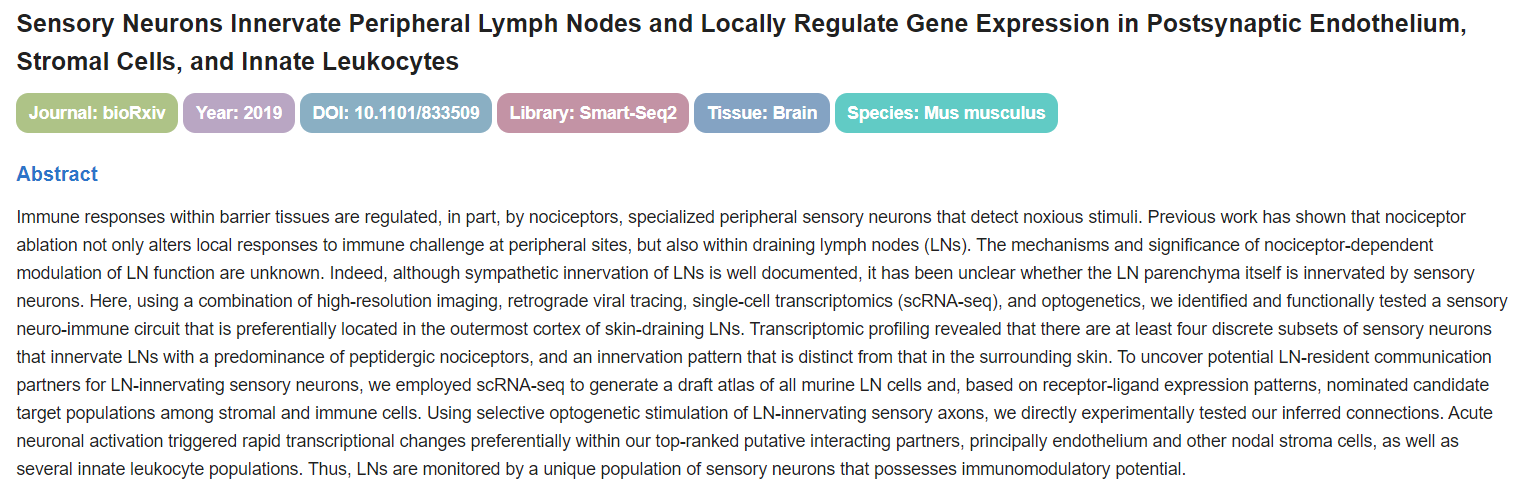 Sensory Neurons Innervate Peripheral Lymph Nodes and Locally Regulate Gene Expression in Postsynaptic Endothelium,
Stromal Cells, and Innate Leukocytes
Journal: bioRxiv Year: 2019 DOI: 10.1101/833509 Library: Smart-Seq2 Tissue: Brain Species: Mus musculus
Abstract
Immune responses within barrier tissues are regulated, in part, by nociceptors, specialized peripheral sensory neurons that detect noxious stimuli. Previous work has shown that nociceptor
ablation not only alters local responses to immune challenge at peripheral sites, but also within draining lymph nodes (LNs). The mechanisms and significance of nociceptor-dependent
modulation of LN function are unknown. Indeed, although sympathetic innervation of LNs is well documented, it has been unclear whether the LN parenchyma itself is innervated by sensory
neurons. Here, using a combination of high-resolution imaging, retrograde viral tracing, single-cell transcriptomics (scRNA-seq), and optogenetics, we identified and functionally tested a sensory
neuro-immune circuit that is preferentially located in the outermost cortex of skin-draining LNs. Transcriptomic profiling revealed that there are at least four discrete subsets of sensory neurons
that innervate LNs with a predominance of peptidergic nociceptors, and an innervation pattern that is distinct from that in the surrounding skin. To uncover potential LN-resident communication
partners for LN-innervating sensory neurons, we employed scRNA-seq to generate a draft atlas of all murine LN cells and, based on receptor-ligand expression patterns, nominated candidate
target populations among stromal and immune cells. Using selective optogenetic stimulation of LN-innervating sensory axons, we directly experimentally tested our inferred connections. Acute
neuronal activation triggered rapid transcriptional changes preferentially within our top-ranked putative interacting partners, principally endothelium and other nodal stroma cells, as well as
several innate leukocyte populations. Thus, LNs are monitored by a unique population of sensory neurons that possesses immunomodulatory potential.